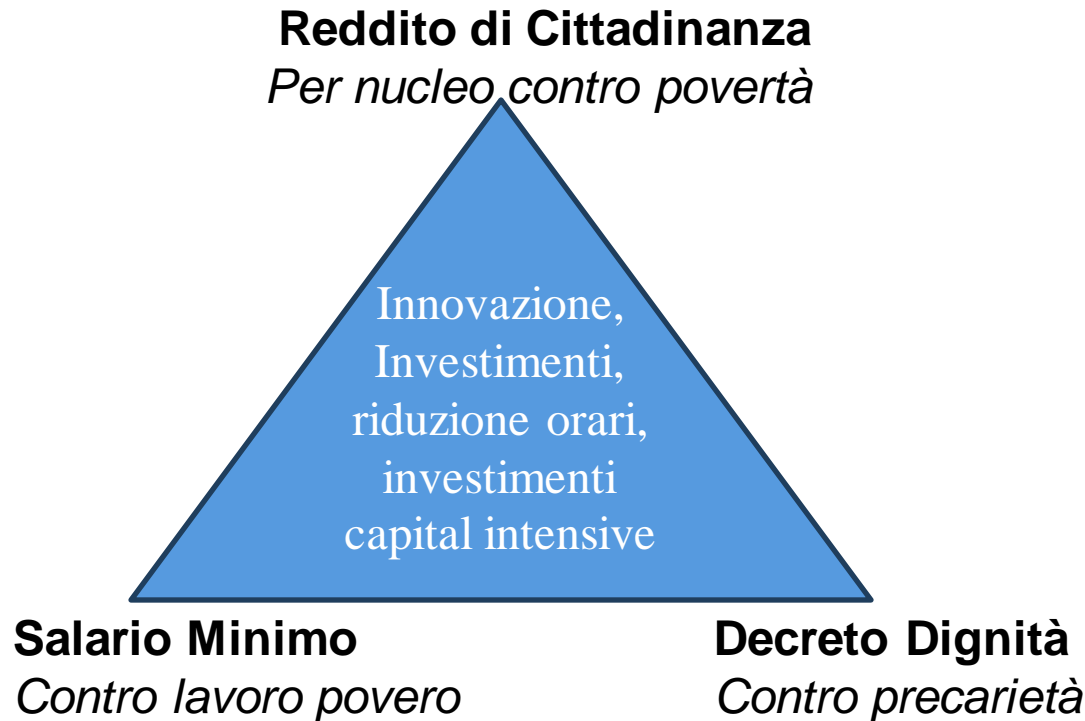 Reddito di Cittadinanza
Per nucleo contro povertà
Innovazione,
Investimenti,
riduzione orari,
investimenti
capital intensive
Salario Minimo
Contro lavoro povero
Decreto Dignità
Contro precarietà